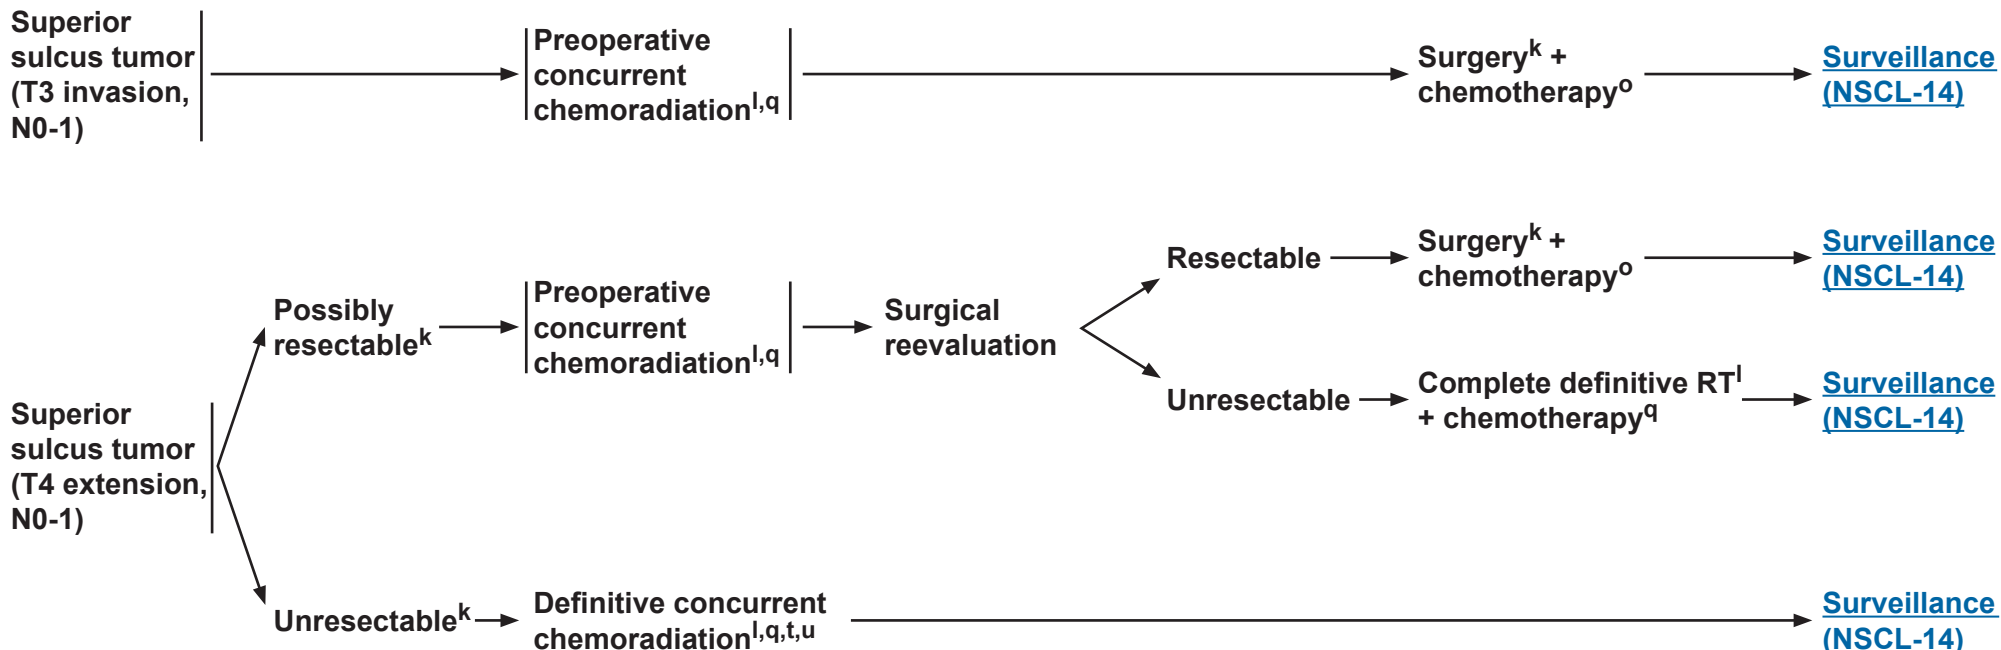 Superior
sulcus tumor
(T3 invasion,
N0-1)
Preoperative
concurrent
chemoradiationl,q
Surgeryk +
chemotherapyo
Surveillance
(NSCL-14)
Superior
sulcus tumor
(T4 extension,
N0-1)
Possibly
resectablek
Preoperative
concurrent
chemoradiationl,q
Surgical
reevaluation
Resectable
Surgeryk +
chemotherapyo
Surveillance
(NSCL-14)
Unresectable
Complete definitive RTl
+ chemotherapyq
Surveillance
(NSCL-14)
Unresectablek
Definitive concurrent
chemoradiationl,q,t,u
Surveillance
(NSCL-14)